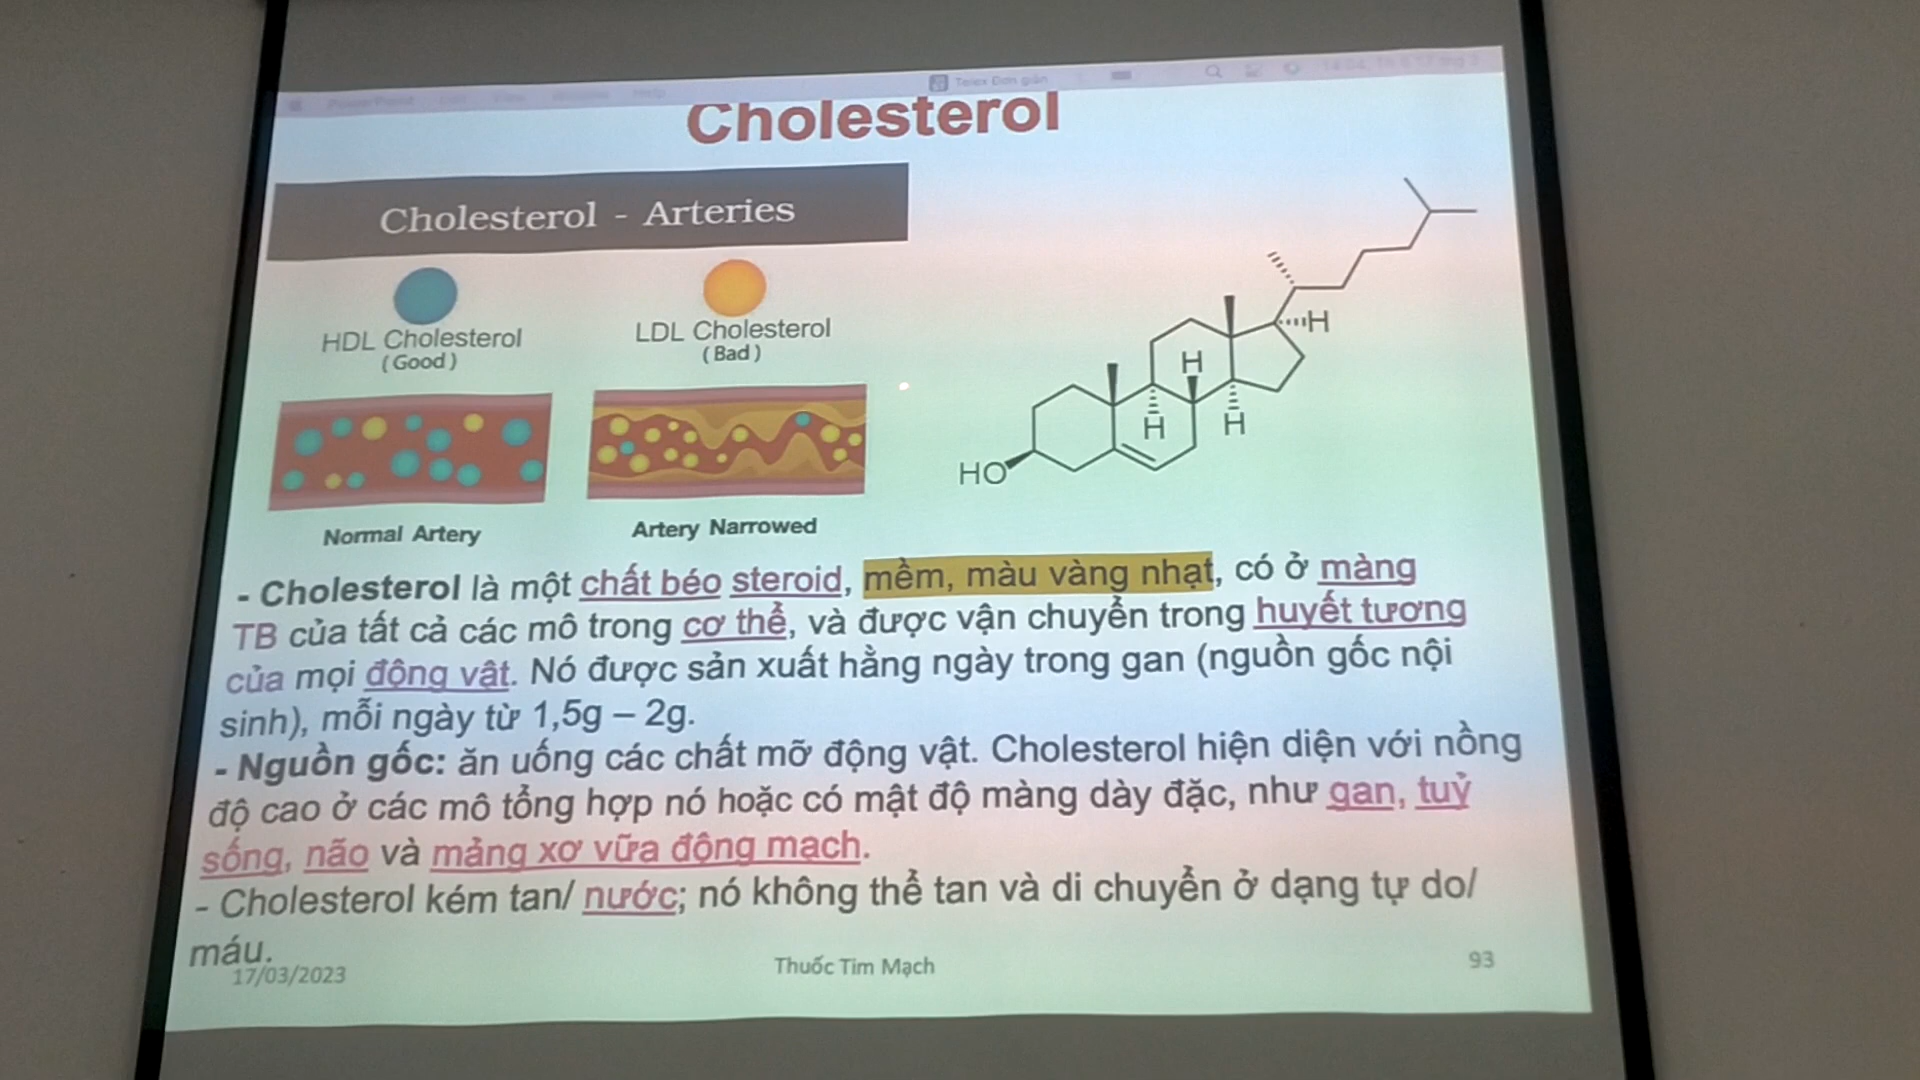 Telex Đơn giản
Cholesterol
Cholesterol - Arteries
HDL Cholesterol
(Good)
LDL Cholesterol
(Bad)
Normal Artery
Artery Narrowed
H
H
H
H
HO
- Cholesterol là một chất béo steroid, mềm, màu vàng nhạt, có ở màng
TB của tất cả các mô trong cơ thể, và được vận chuyển trong huyết tương
của mọi động vật. Nó được sản xuất hằng ngày trong gan (nguồn gốc nội
sinh), mỗi ngày từ 1,5g – 2g.
- Nguồn gốc: ăn uống các chất mỡ động vật. Cholesterol hiện diện với nồng
độ cao ở các mô tổng hợp nó hoặc có mật độ màng dày đặc, như gan, tuỷ
sống, não và mảng xơ vữa động mạch.
- Cholesterol kém tan/ nước; nó không thể tan và di chuyển ở dạng tự do/
máu.
17/03/2023
Thuốc Tim Mạch
93